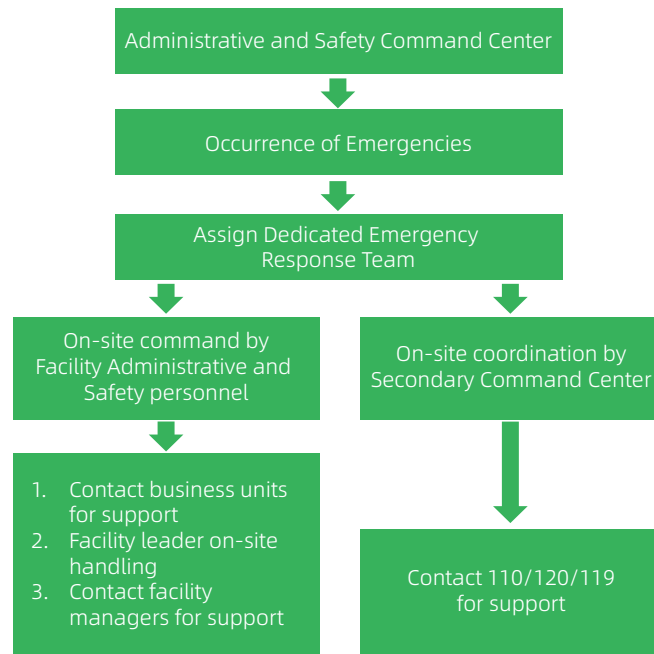 Administrative and Safety Command Center
Occurrence of Emergencies
Assign Dedicated Emergency
Response Team
On-site command by
Facility Administrative and
Safety personnel
On-site coordination by
Secondary Command Center
1. Contact business units
for support
2. Facility leader on-site
handling
3. Contact facility
managers for support
Contact 110/120/119
for support